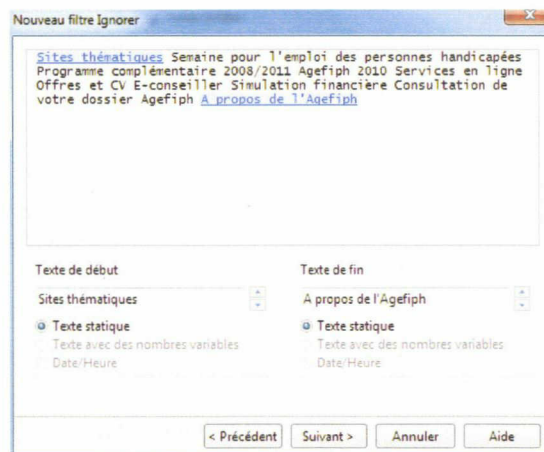 Nouveau filtre Ignorer
Sites thématiques Semaine pour l'emploi des personnes handicapées
Programme complémentaire 2008/2011 Agefiph 2010 Services en ligne
Offres et CV E-conseiller Simulation financière Consultation de
votre dossier Agefiph A propos de l'Agefiph
Texte de début
Texte de fin
Sites thématiques
A propos de l'Agefiph
Texte statique
Texte statique
Texte avec des nombres variables
Texte avec des nombres variables
Date/Heure
Date/Heure
< Précédent
Suivant >
Annuler
Aide